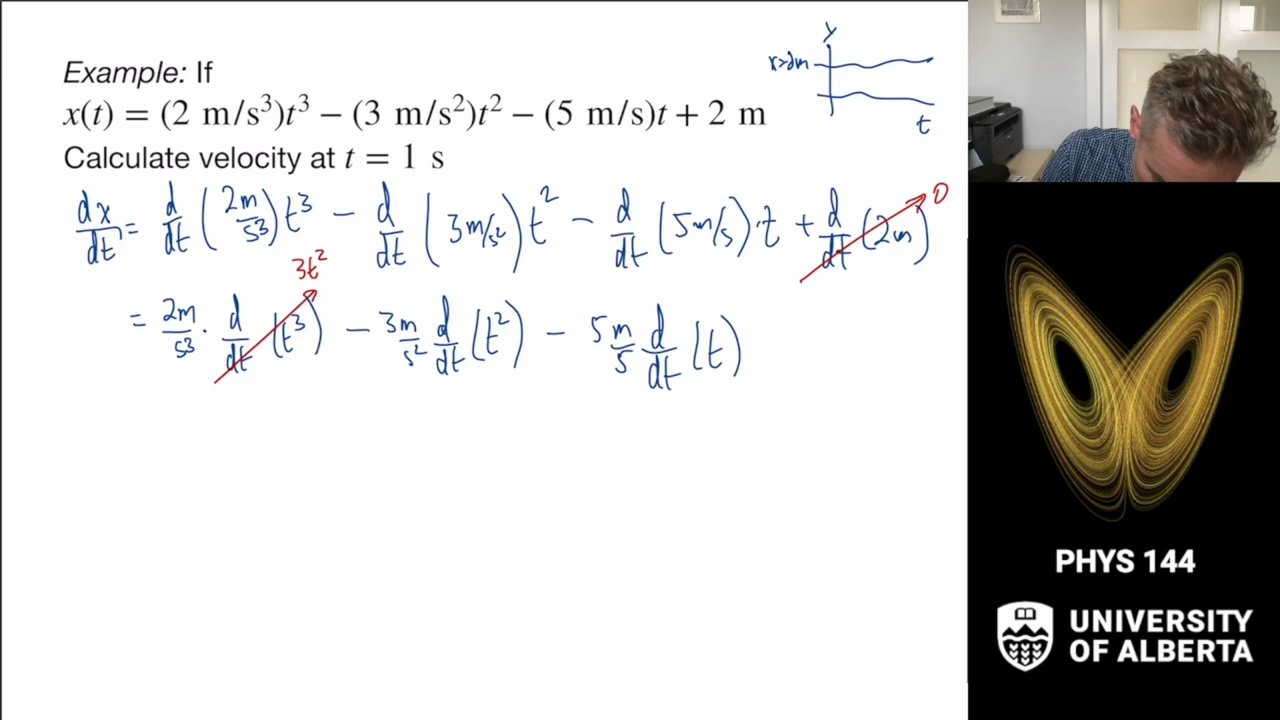 Example: If
x(t) = (2 m/s³)t³ − (3 m/s²)t² − (5 m/s)t + 2 m
Calculate velocity at t = 1 s
y
x=2m
t
dx/dt = d/dt (2m/s³)t³ − d/dt (3m/s²)t² − d/dt (5m/s)·t + d/dt (2m) 0
3t²
= 2m/s³ · d/dt (t³) − 3m/s² d/dt (t²) − 5m/s d/dt (t)
PHYS 144
UNIVERSITY
OF ALBERTA